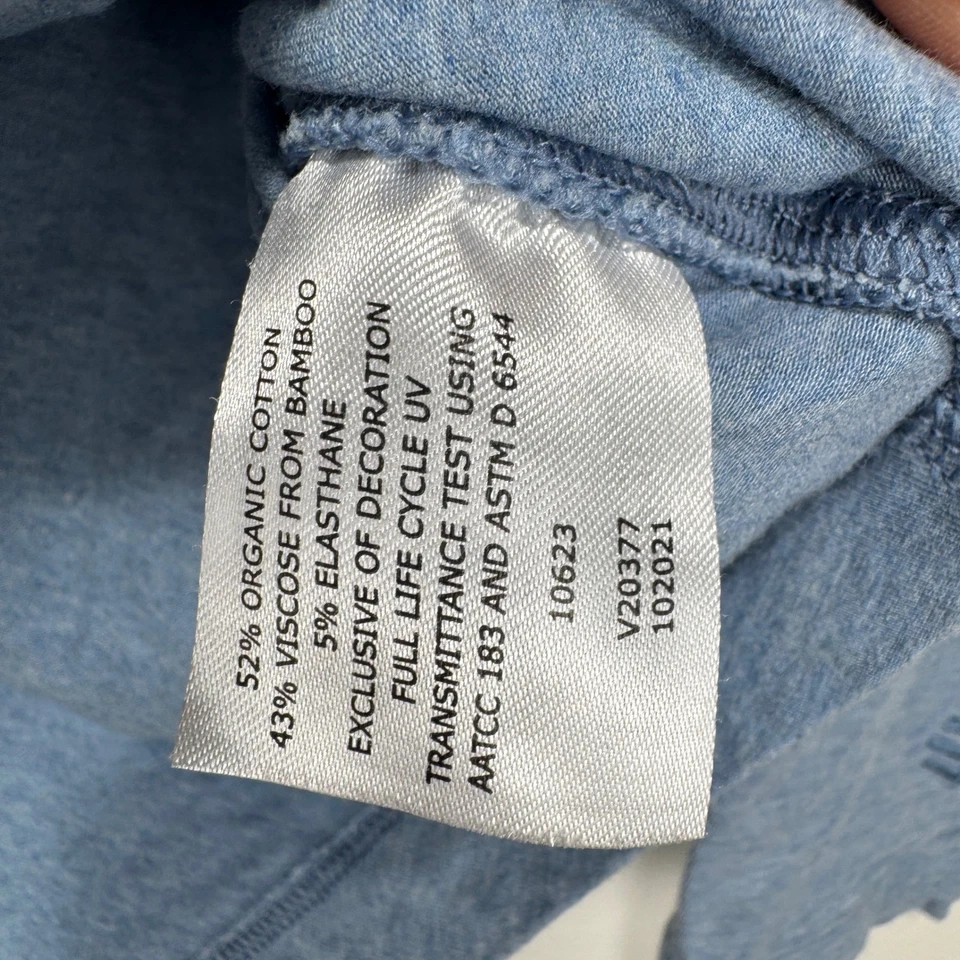 52% ORGANIC COTTON
43% VISCOSE FROM BAMBOO
5% ELASTHANE
EXCLUSIVE OF DECORATION
FULL LIFE CYCLE UV
TRANSMITTANCE TEST USING
AATCC 183 AND ASTM D 6544
10623
V20377
102021